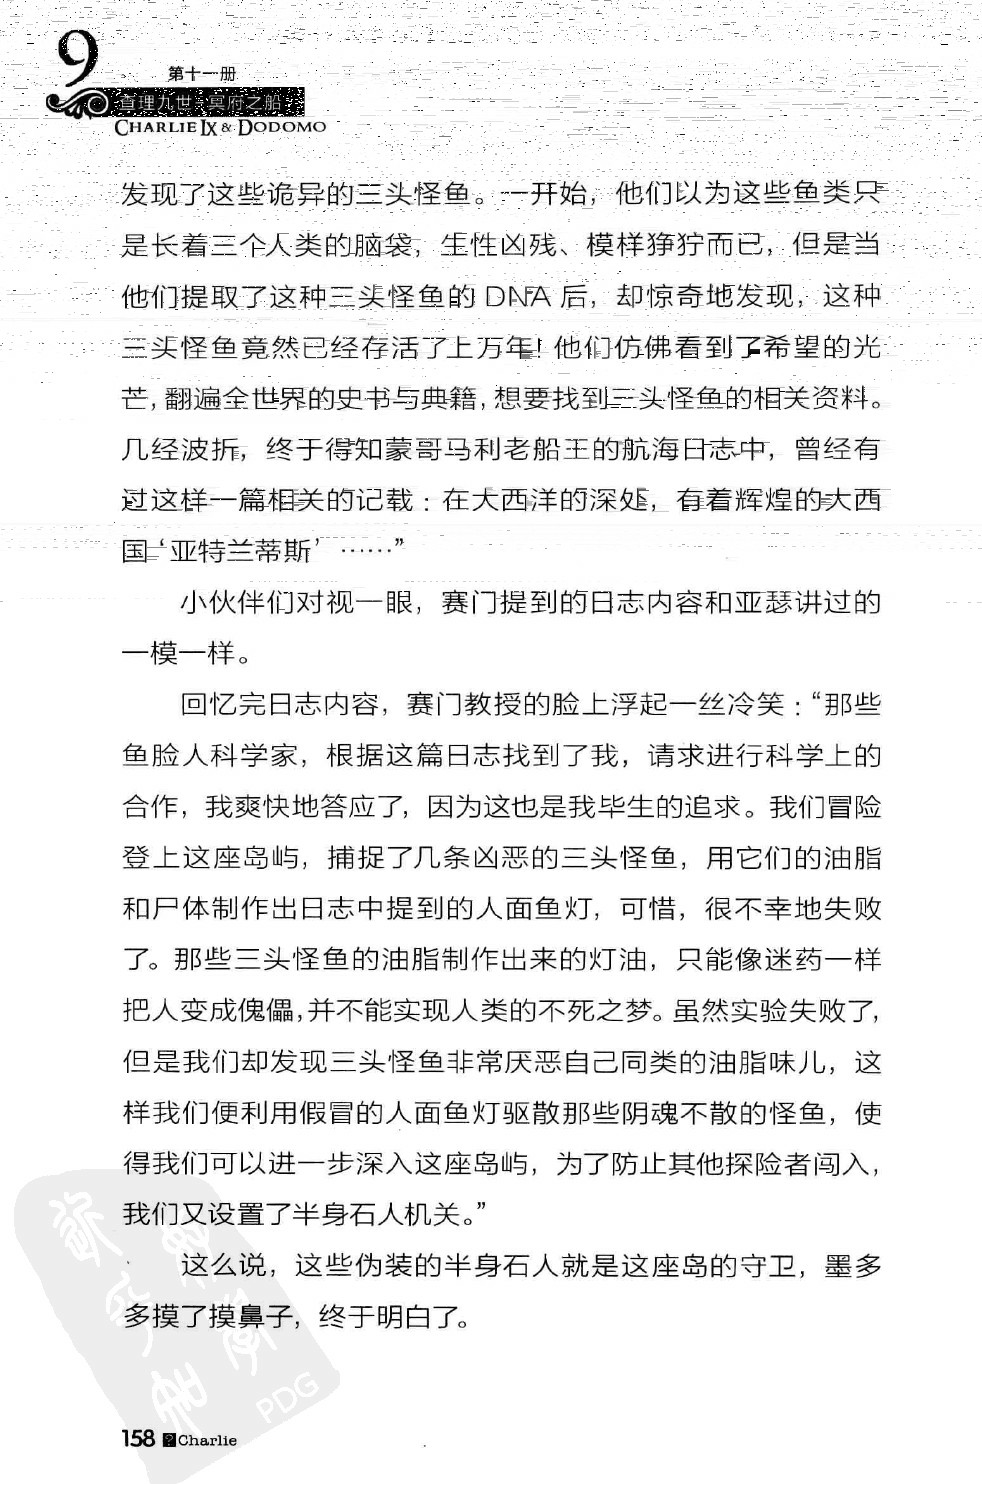 9
第十一册
查理九世:冥府之船
CHARLIE IX & DODOMO
发现了这些诡异的三头怪鱼。一开始，他们以为这些鱼类只
是长着三个人类的脑袋，生性凶残、模样狰狞而已，但是当
他们提取了这种三头怪鱼的 DNA 后，却惊奇地发现，这种
三头怪鱼竟然已经存活了上万年！他们仿佛看到了希望的光
芒，翻遍全世界的史书与典籍，想要找到三头怪鱼的相关资料。
几经波折，终于得知蒙哥马利老船王的航海日志中，曾经有
过这样一篇相关的记载：在大西洋的深处，有着辉煌的大西
国‘亚特兰蒂斯’……”
小伙伴们对视一眼，赛门提到的日志内容和亚瑟讲过的
一模一样。
回忆完日志内容，赛门教授的脸上浮起一丝冷笑：“那些
鱼脸人科学家，根据这篇日志找到了我，请求进行科学上的
合作，我爽快地答应了，因为这也是我毕生的追求。我们冒险
登上这座岛屿，捕捉了几条凶恶的三头怪鱼，用它们的油脂
和尸体制作出日志中提到的人面鱼灯，可惜，很不幸地失败
了。那些三头怪鱼的油脂制作出来的灯油，只能像迷药一样
把人变成傀儡，并不能实现人类的不死之梦。虽然实验失败了，
但是我们却发现三头怪鱼非常厌恶自己同类的油脂味儿，这
样我们便利用假冒的人面鱼灯驱散那些阴魂不散的怪鱼，使
得我们可以进一步深入这座岛屿，为了防止其他探险者闯入，
我们又设置了半身石人机关。”
这么说，这些伪装的半身石人就是这座岛的守卫，墨多
多摸了摸鼻子，终于明白了。
PDG
158 ?Charlie